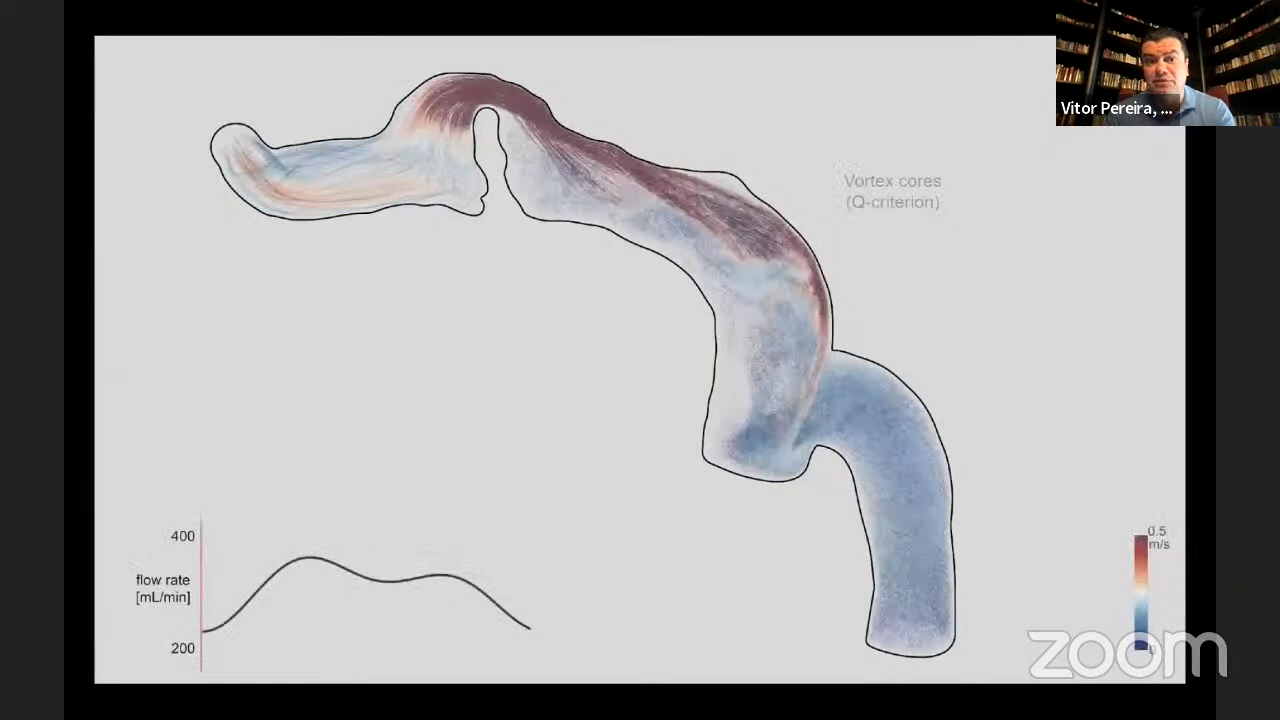 Vitor Pereira, ...
Vortex cores
(Q-criterion)
400
flow rate
[mL/min]
200
0.5
m/s
0
zoom